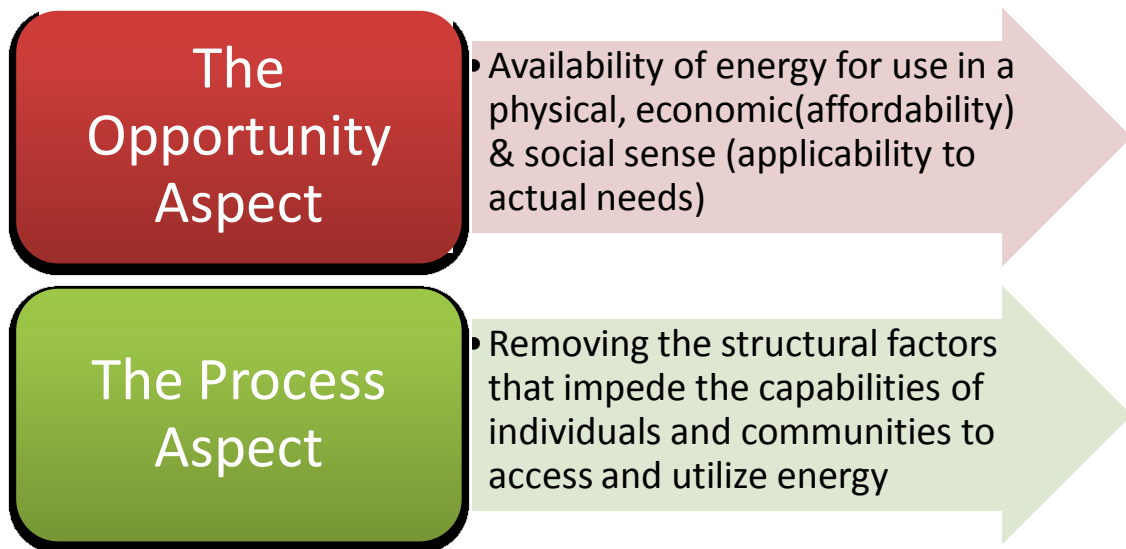 The
Opportunity
Aspect
• Availability of energy for use in a
physical, economic(affordability)
& social sense (applicability to
actual needs)
The Process
Aspect
• Removing the structural factors
that impede the capabilities of
individuals and communities to
access and utilize energy